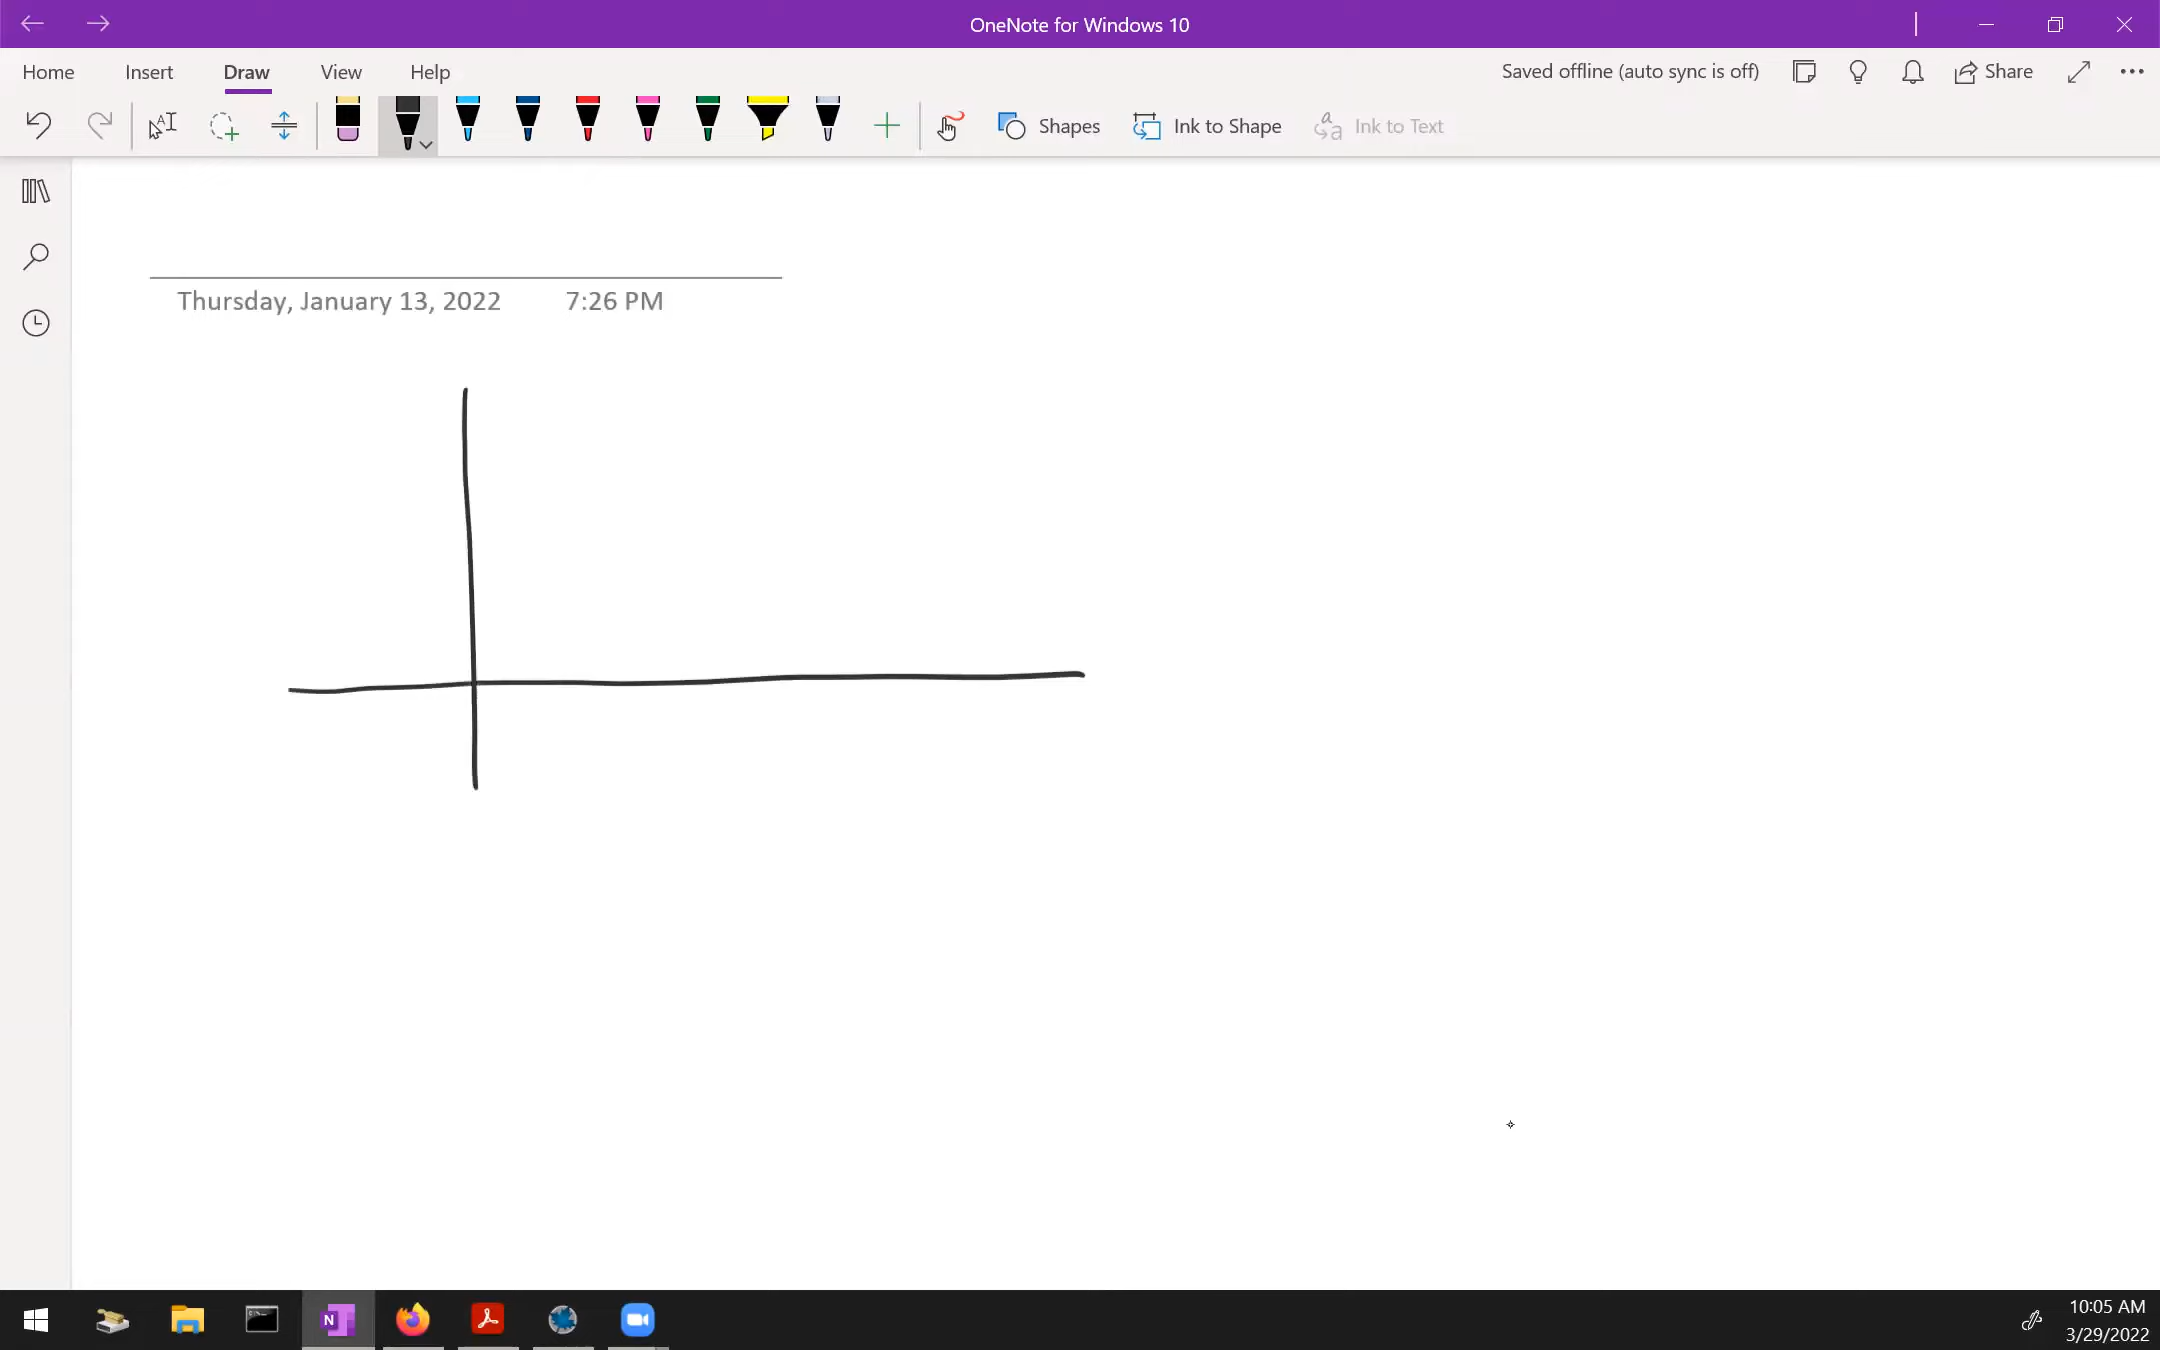 OneNote for Windows 10
Home Insert Draw View Help
Saved offline (auto sync is off) Share
Shapes Ink to Shape Ink to Text
Thursday, January 13, 2022 7:26 PM
10:05 AM
3/29/2022